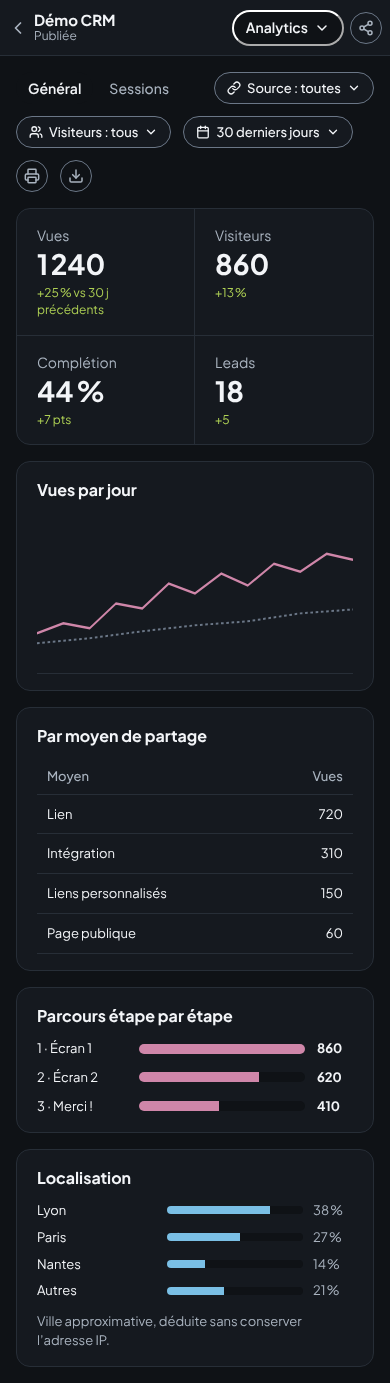 Démo CRM
Publiée
Analytics
Général
Sessions
Source : toutes
Visiteurs : tous
30 derniers jours
Vues
1 240
+25 % vs 30 j
précédents
Visiteurs
860
+13 %
Complétion
44 %
+7 pts
Leads
18
+5
Vues par jour
Par moyen de partage
Moyen Vues
Lien 720
Intégration 310
Liens personnalisés 150
Page publique 60
Parcours étape par étape
1 · Écran 1 860
2 · Écran 2 620
3 · Merci ! 410
Localisation
Lyon 38 %
Paris 27 %
Nantes 14 %
Autres 21 %
Ville approximative, déduite sans conserver
l’adresse IP.